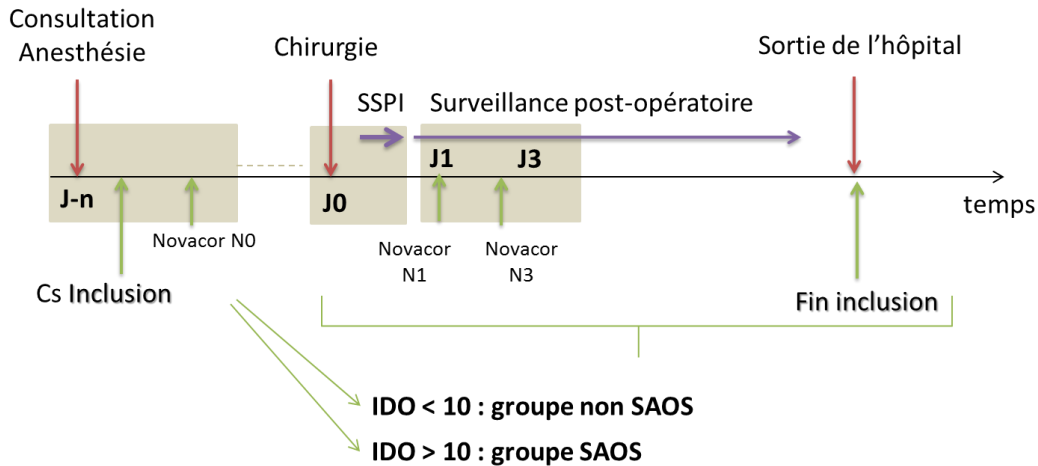 Consultation
Anesthésie
Chirurgie
Sortie de l’hôpital
SSPI
Surveillance post-opératoire
J-n
J0
J1
J3
temps
Novacor N0
Novacor
N1
Novacor
N3
Cs Inclusion
Fin inclusion
IDO < 10 : groupe non SAOS
IDO > 10 : groupe SAOS